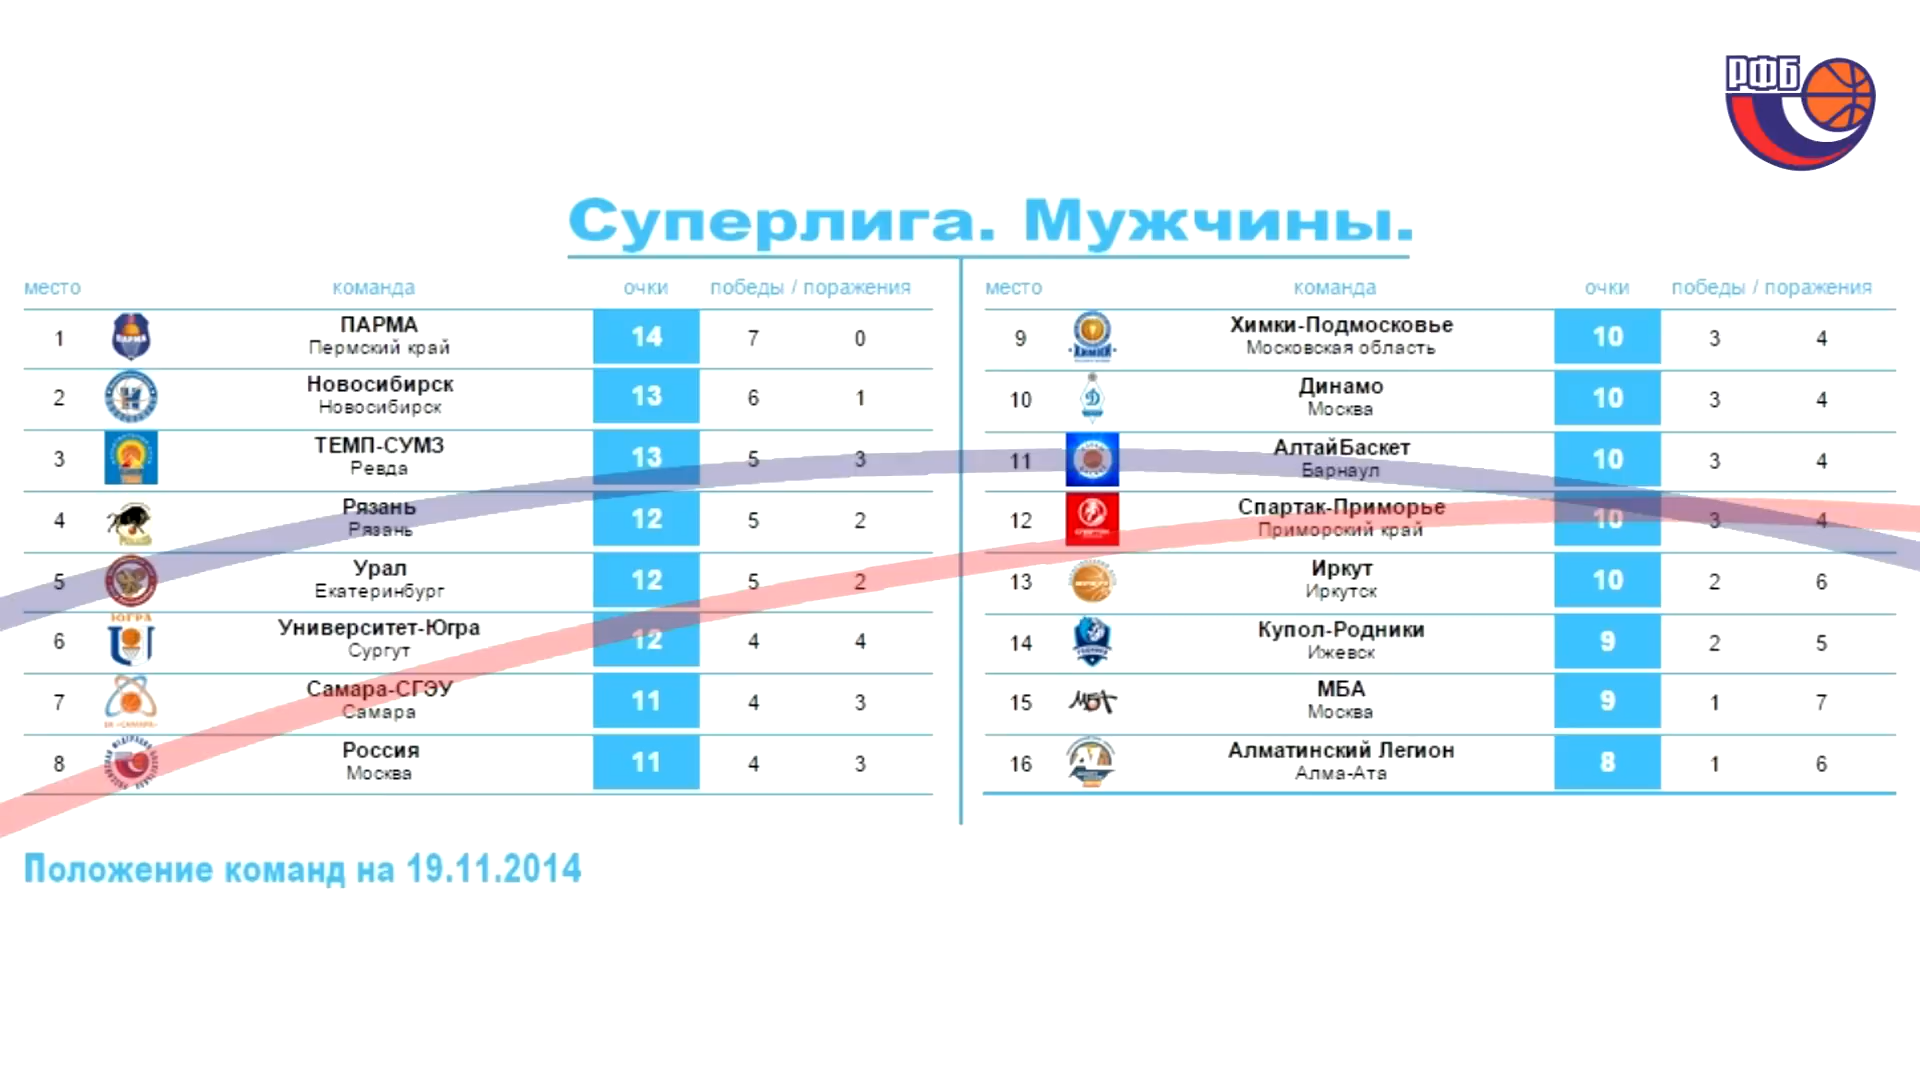 РФБ
Суперлига. Мужчины.
место команда очки победы / поражения
1 ПАРМА 14 7 0
Пермский край
2 Новосибирск 13 6 1
Новосибирск
3 ТЕМП-СУМЗ 13 5 3
Ревда
4 Рязань 12 5 2
Рязань
5 Урал 12 5 2
Екатеринбург
ЮГРА
6 Университет-Югра 12 4 4
Сургут
7 Самара-СГЭУ 11 4 3
Самара
8 Россия 11 4 3
Москва
место команда очки победы / поражения
9 Химки-Подмосковье 10 3 4
Московская область
10 Динамо 10 3 4
Москва
11 АлтайБаскет 10 3 4
Барнаул
12 Спартак-Приморье 10 3 4
Приморский край
13 Иркут 10 2 6
Иркутск
14 Купол-Родники 9 2 5
Ижевск
15 МБА МБА 9 1 7
Москва
16 Алматинский Легион 8 1 6
Алма-Ата
Положение команд на 19.11.2014